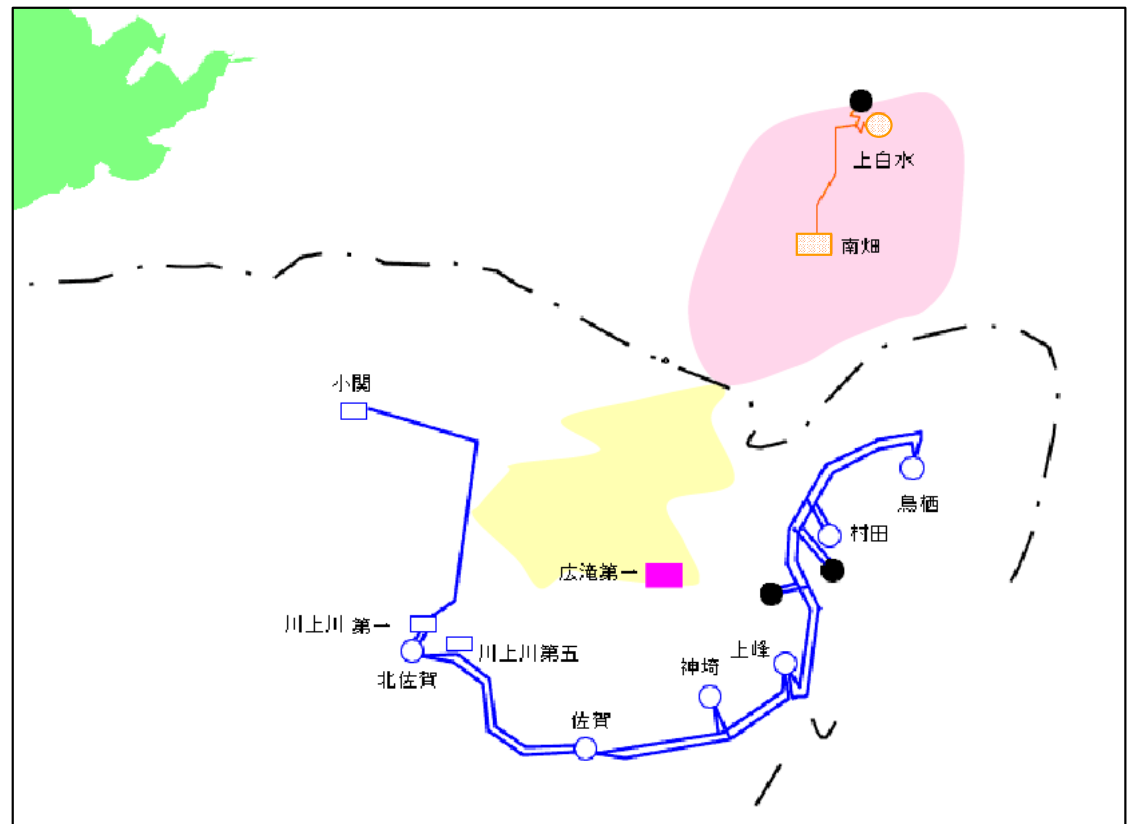 上白水
南畑
小関
鳥栖
村田
広滝第一
川上川 第一
川上川第五
上峰
神埼
北佐賀
佐賀